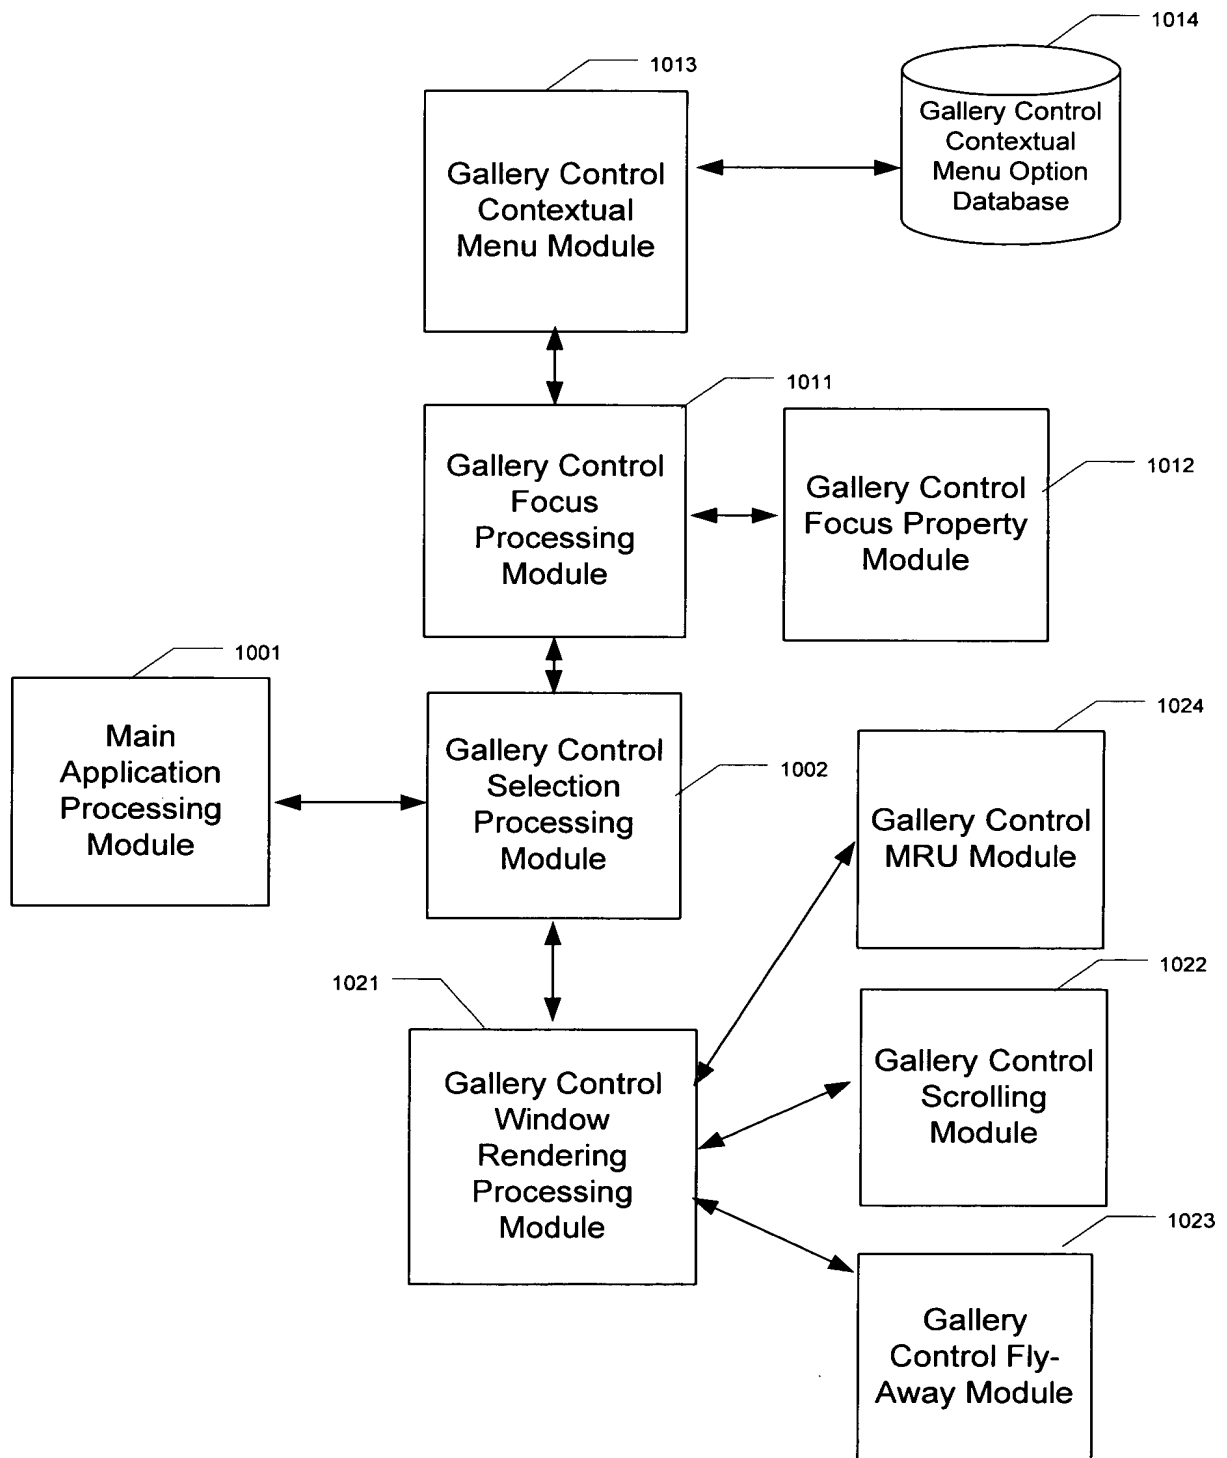 1014
Gallery Control
Contextual
Menu Option
Database
1013
Gallery Control
Contextual
Menu Module
1011
Gallery Control
Focus
Processing
Module
1012
Gallery Control
Focus Property
Module
1001
Main
Application
Processing
Module
1002
Gallery Control
Selection
Processing
Module
1024
Gallery Control
MRU Module
1021
Gallery Control
Window
Rendering
Processing
Module
1022
Gallery Control
Scrolling
Module
1023
Gallery
Control Fly-
Away Module